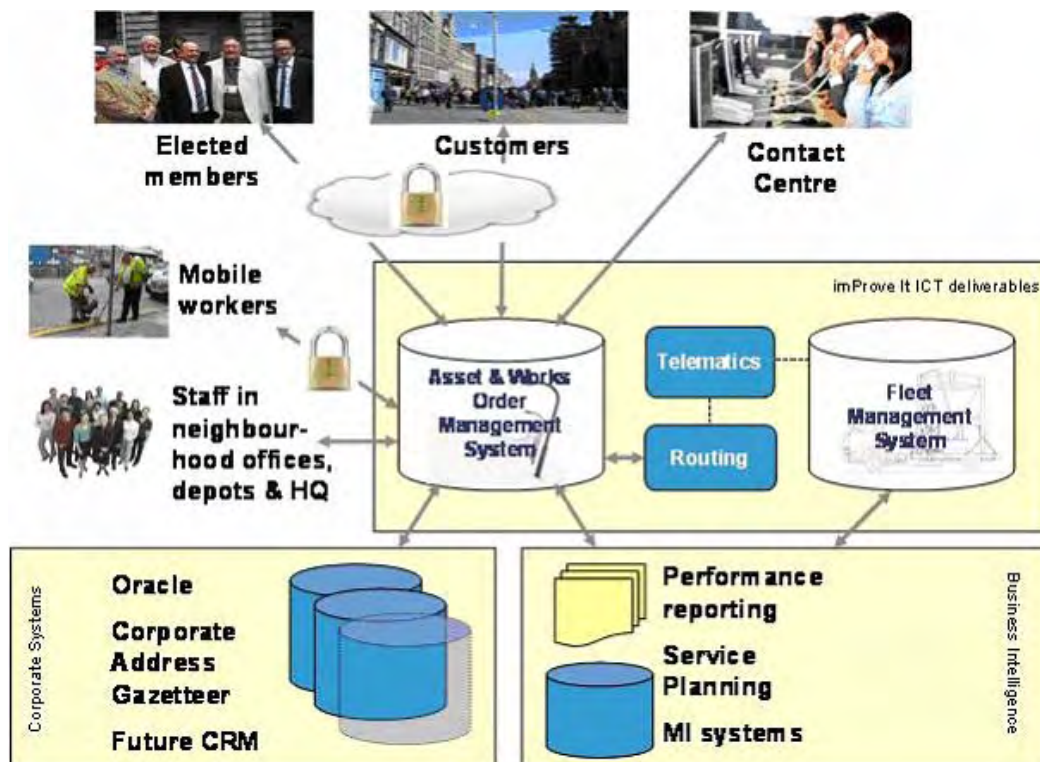 Elected
members
Customers
Contact
Centre
Mobile
workers
Staff in
neighbour-
hood offices,
depots & HQ
imProve It ICT deliverables
Asset & Works
Order
Management
System
Telematics
Routing
Fleet
Management
System
Corporate Systems
Oracle
Corporate
Address
Gazetteer
Future CRM
Performance
reporting
Service
Planning
MI systems
Business Intelligence